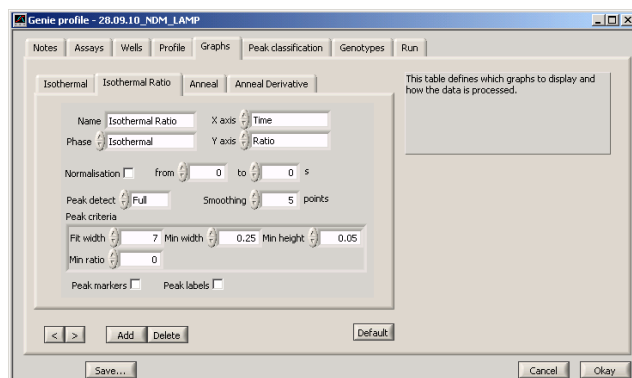 Genie profile - 28.09.10_NDM_LAMP
Notes Assays Wells Profile Graphs Peak classification Genotypes Run
Isothermal Isothermal Ratio Anneal Anneal Derivative
This table defines which graphs to display and
how the data is processed.
Name Isothermal Ratio X axis Time
Phase Isothermal Y axis Ratio
Normalisation from 0 to 0 s
Peak detect Full Smoothing 5 points
Peak criteria
Fit width 7 Min width 0.25 Min height 0.05
Min ratio 0
Peak markers Peak labels
< > Add Delete Default
Save... Cancel Okay